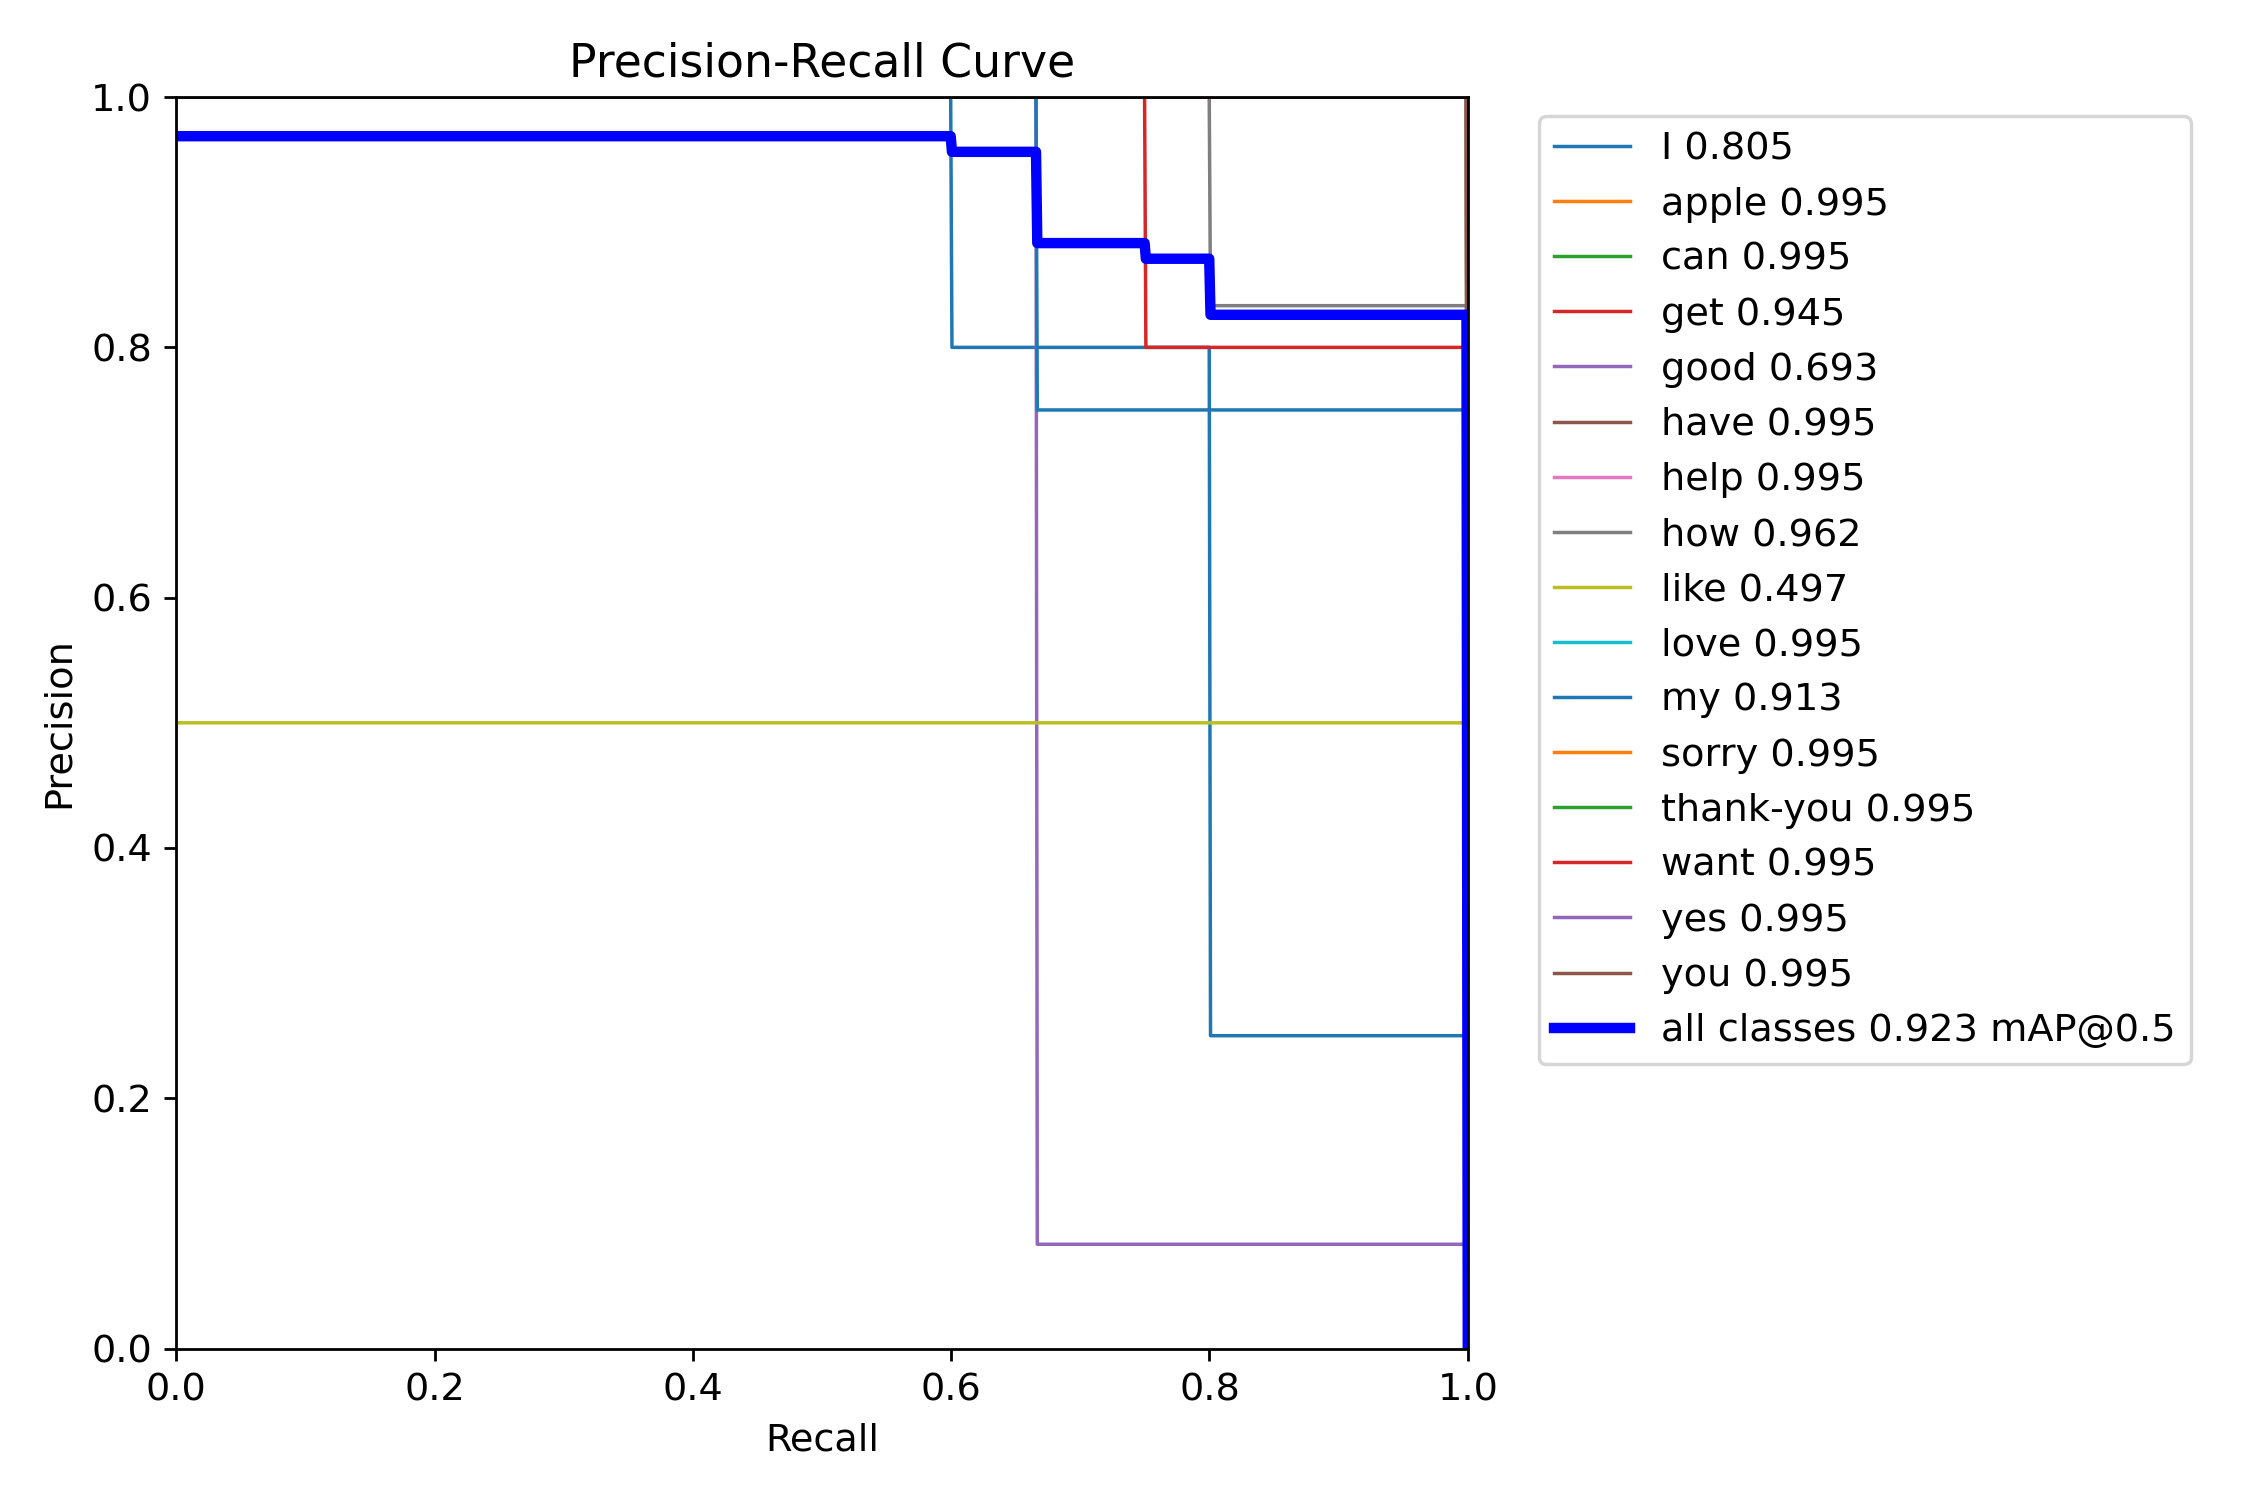 Precision-Recall Curve
1.0
0.8
0.6
0.4
0.2
0.0
Precision
0.0 0.2 0.4 0.6 0.8 1.0
Recall
I 0.805
apple 0.995
can 0.995
get 0.945
good 0.693
have 0.995
help 0.995
how 0.962
like 0.497
love 0.995
my 0.913
sorry 0.995
thank-you 0.995
want 0.995
yes 0.995
you 0.995
all classes 0.923 mAP@0.5